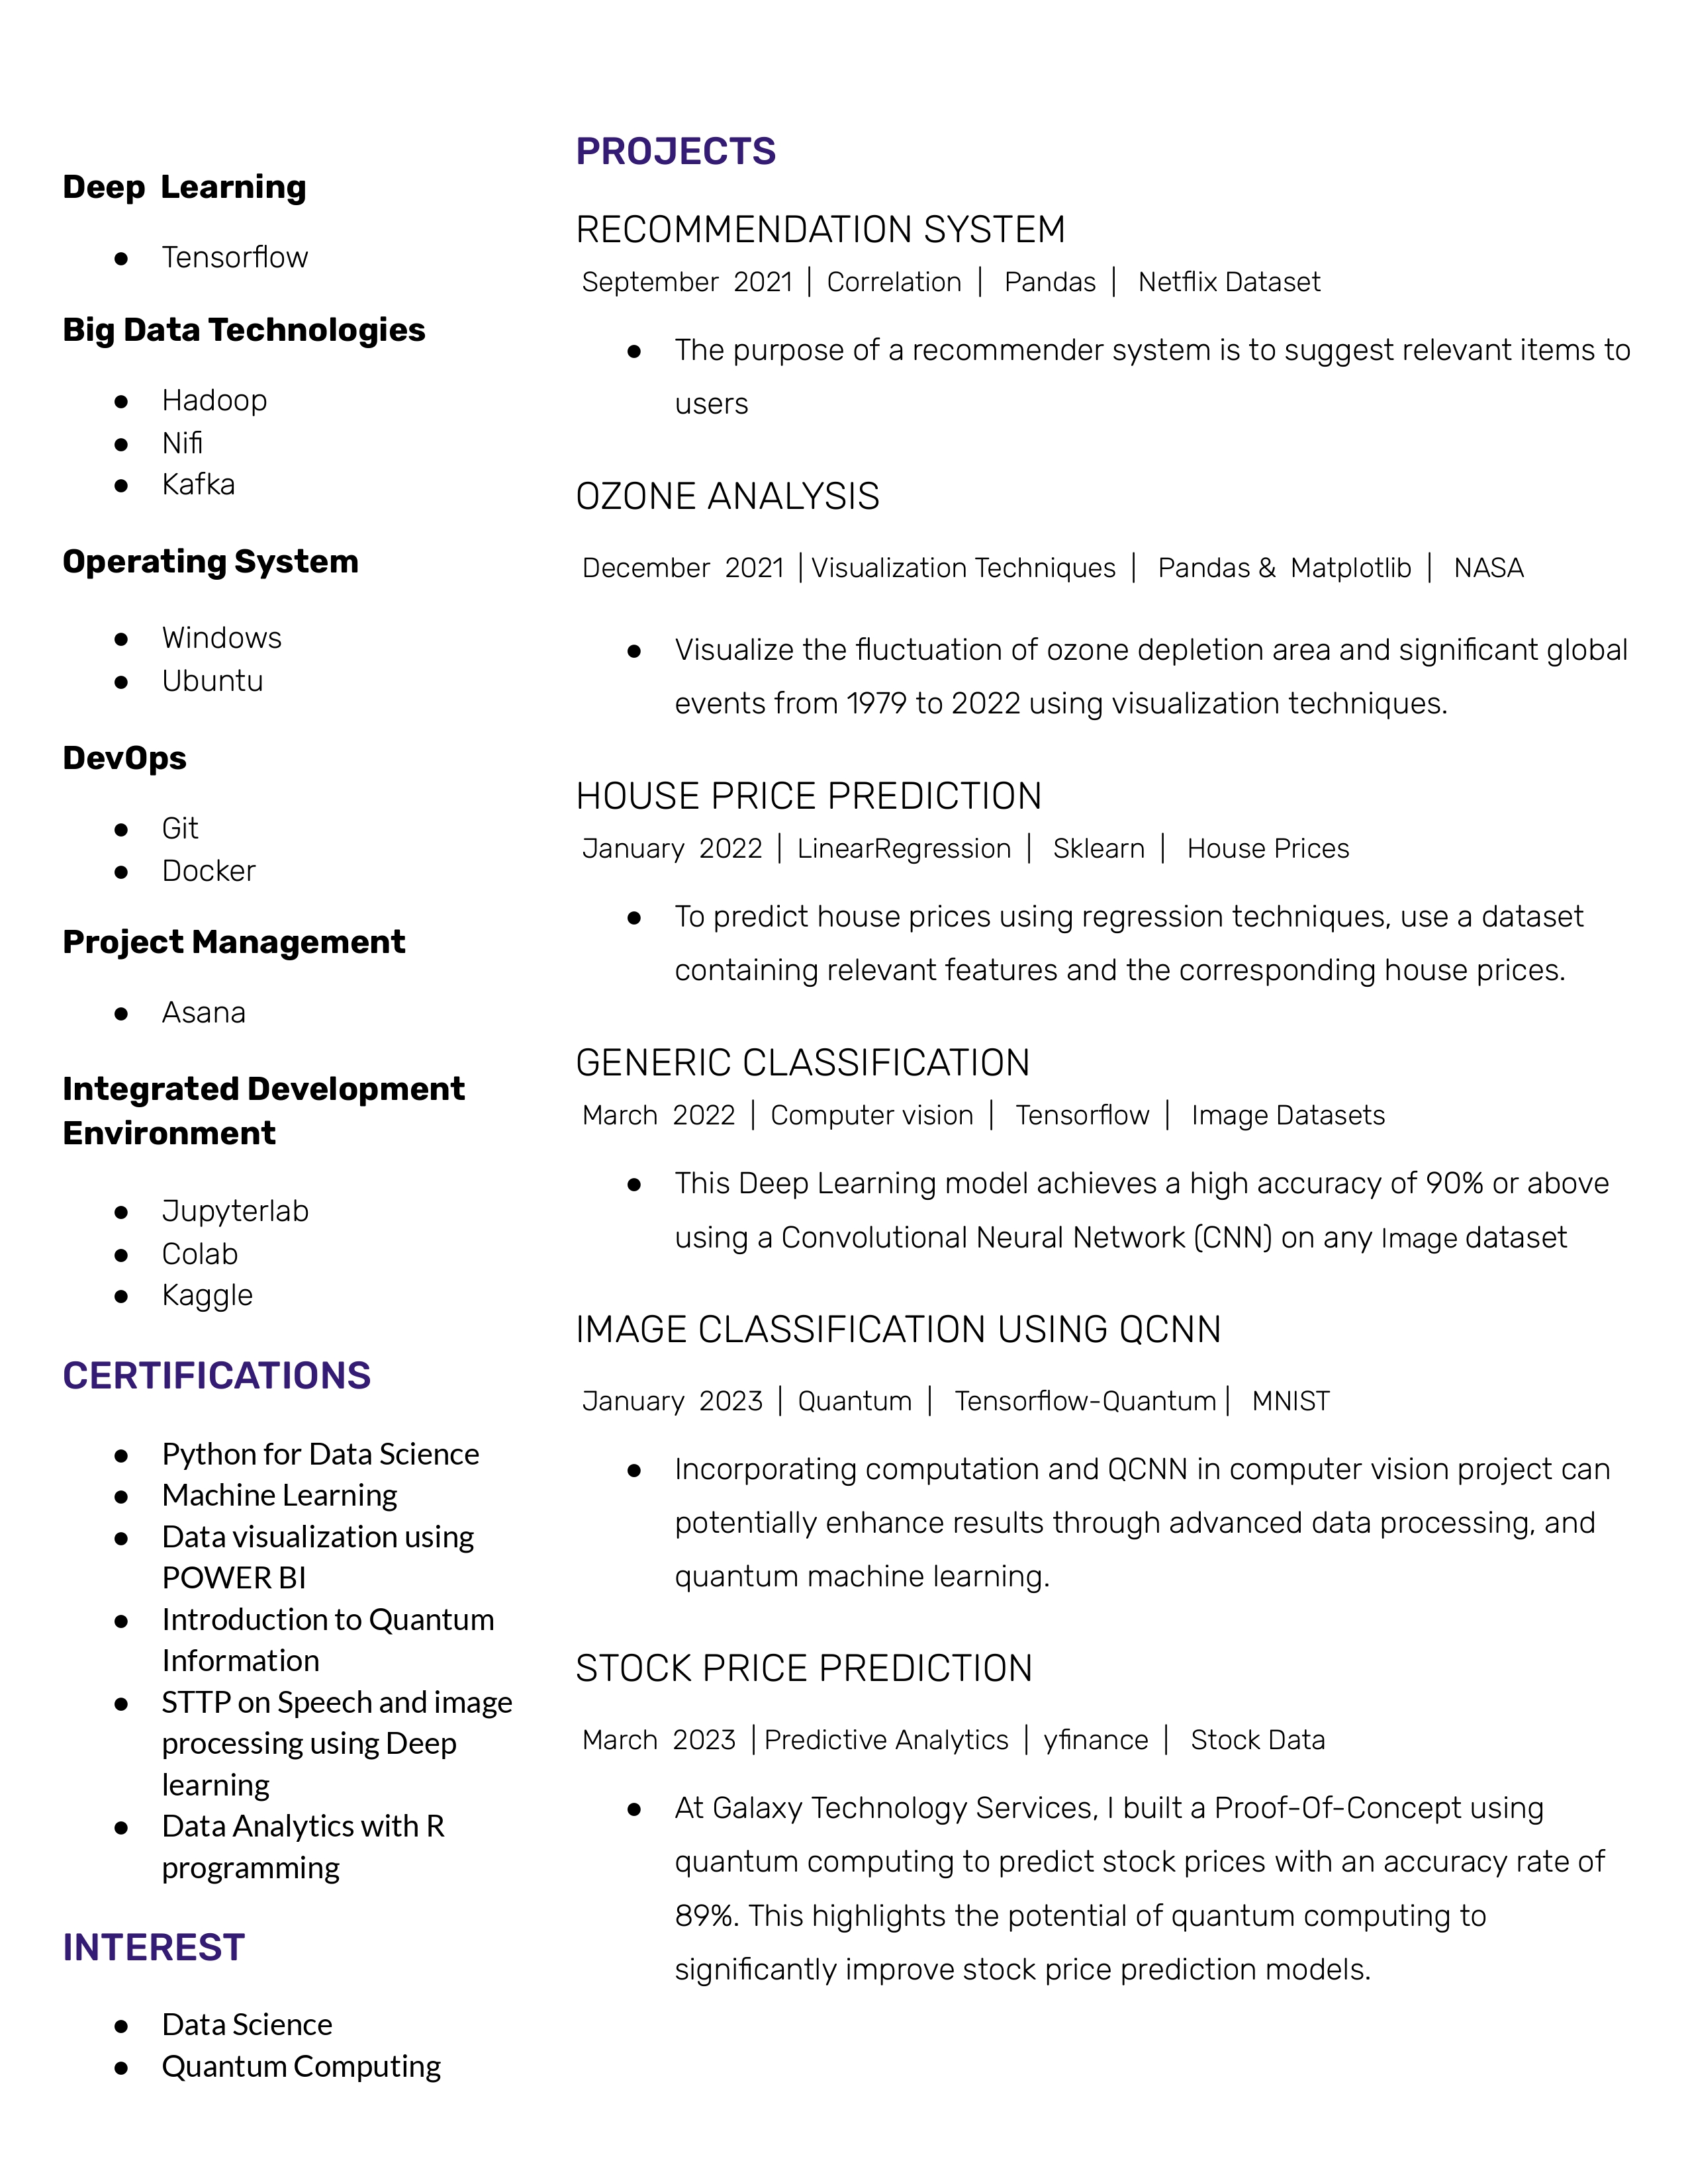 Deep  Learning
● Tensorflow
Big Data Technologies
● Hadoop
● Nifi
● Kafka
Operating System
● Windows
● Ubuntu
DevOps
● Git
● Docker
Project Management
● Asana
Integrated Development
Environment
● Jupyterlab
● Colab
● Kaggle
CERTIFICATIONS
● Python for Data Science
● Machine Learning
● Data visualization using
POWER BI
● Introduction to Quantum
Information
● STTP on Speech and image
processing using Deep
learning
● Data Analytics with R
programming
INTEREST
● Data Science
● Quantum Computing
PROJECTS
RECOMMENDATION SYSTEM
September 2021 | Correlation | Pandas | Netflix Dataset
● The purpose of a recommender system is to suggest relevant items to
users
OZONE ANALYSIS
December 2021 | Visualization Techniques | Pandas & Matplotlib | NASA
● Visualize the fluctuation of ozone depletion area and significant global
events from 1979 to 2022 using visualization techniques.
HOUSE PRICE PREDICTION
January 2022 | LinearRegression | Sklearn | House Prices
● To predict house prices using regression techniques, use a dataset
containing relevant features and the corresponding house prices.
GENERIC CLASSIFICATION
March 2022 | Computer vision | Tensorflow | Image Datasets
● This Deep Learning model achieves a high accuracy of 90% or above
using a Convolutional Neural Network (CNN) on any Image dataset
IMAGE CLASSIFICATION USING QCNN
January 2023 | Quantum | Tensorflow-Quantum | MNIST
● Incorporating computation and QCNN in computer vision project can
potentially enhance results through advanced data processing, and
quantum machine learning.
STOCK PRICE PREDICTION
March 2023 | Predictive Analytics | yfinance | Stock Data
● At Galaxy Technology Services, I built a Proof-Of-Concept using
quantum computing to predict stock prices with an accuracy rate of
89%. This highlights the potential of quantum computing to
significantly improve stock price prediction models.